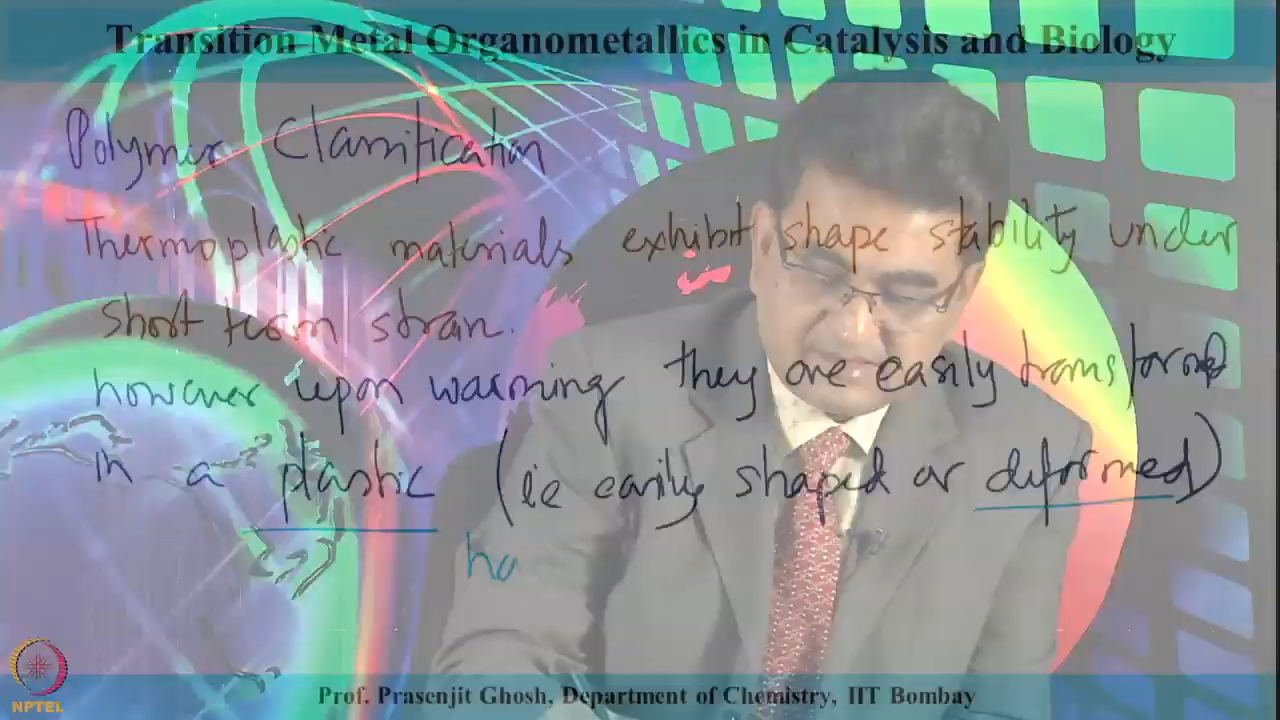 Transition Metal Organometallics in Catalysis and Biology
Polymer Classification
Thermoplastic materials exhibit shape stability under
short term strain.
however upon warming they are easily transformed
in a plastic (ie easily shaped or deformed)
ha
Prof. Prasenjit Ghosh, Department of Chemistry, IIT Bombay
NPTEL